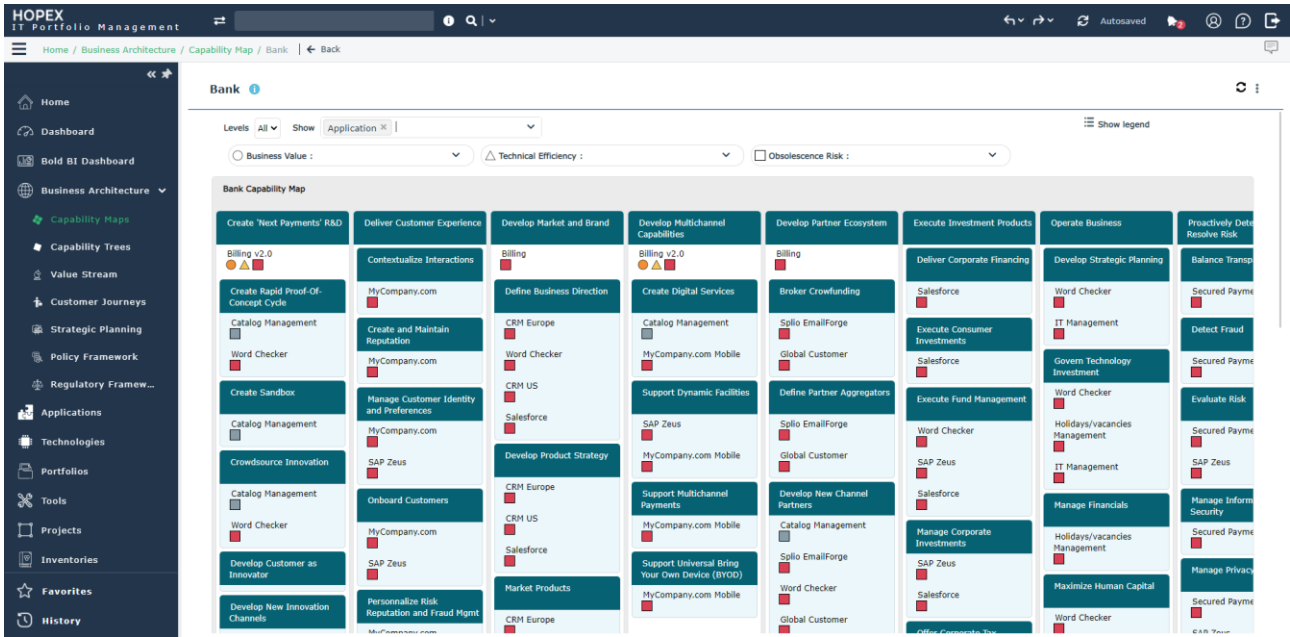 HOPEX
IT Portfolio Management
Autosaved
2
Home / Business Architecture / Capability Map / Bank
Back
Home
Dashboard
Bold BI Dashboard
Business Architecture
Capability Maps
Capability Trees
Value Stream
Customer Journeys
Strategic Planning
Policy Framework
Regulatory Framew...
Applications
Technologies
Portfolios
Tools
Projects
Inventories
Favorites
History
Bank
Levels All Show Application ×
Show legend
Business Value :
Technical Efficiency :
Obsolescence Risk :
Bank Capability Map
Create 'Next Payments' R&D
Billing v2.0
Create Rapid Proof-Of-
Concept Cycle
Catalog Management
Word Checker
Create Sandbox
Catalog Management
Crowdsource Innovation
Catalog Management
Word Checker
Develop Customer as
Innovator
Develop New Innovation
Channels
Deliver Customer Experience
Contextualize Interactions
MyCompany.com
Create and Maintain
Reputation
MyCompany.com
Manage Customer Identity
and Preferences
MyCompany.com
SAP Zeus
Onboard Customers
MyCompany.com
SAP Zeus
Personnalize Risk
Reputation and Fraud Mgmt
MyCompany.com
Develop Market and Brand
Billing
Define Business Direction
CRM Europe
Word Checker
CRM US
Salesforce
Develop Product Strategy
CRM Europe
CRM US
Salesforce
Market Products
CRM Europe
Develop Multichannel
Capabilities
Billing v2.0
Create Digital Services
Catalog Management
MyCompany.com Mobile
Support Dynamic Facilities
SAP Zeus
MyCompany.com Mobile
Support Multichannel
Payments
MyCompany.com Mobile
Support Universal Bring
Your Own Device (BYOD)
MyCompany.com Mobile
Develop Partner Ecosystem
Billing
Broker Crowfunding
Splio EmailForge
Global Customer
Define Partner Aggregators
Splio EmailForge
Global Customer
Develop New Channel
Partners
Catalog Management
Splio EmailForge
Word Checker
Global Customer
Execute Investment Products
Deliver Corporate Financing
Salesforce
Execute Consumer
Investments
Salesforce
Execute Fund Management
Word Checker
SAP Zeus
Salesforce
Manage Corporate
Investments
SAP Zeus
Salesforce
Offer Corporate Tax
Operate Business
Develop Strategic Planning
Word Checker
IT Management
Govern Technology
Investment
Word Checker
Holidays/vacancies
Management
IT Management
Manage Financials
Holidays/vacancies
Management
Maximize Human Capital
Word Checker
Proactively Dete
Resolve Risk
Balance Transp
Secured Payme
Detect Fraud
Secured Payme
Evaluate Risk
Secured Payme
SAP Zeus
Manage Inform
Security
Secured Payme
Manage Privacy
Secured Payme
SAP Zeus